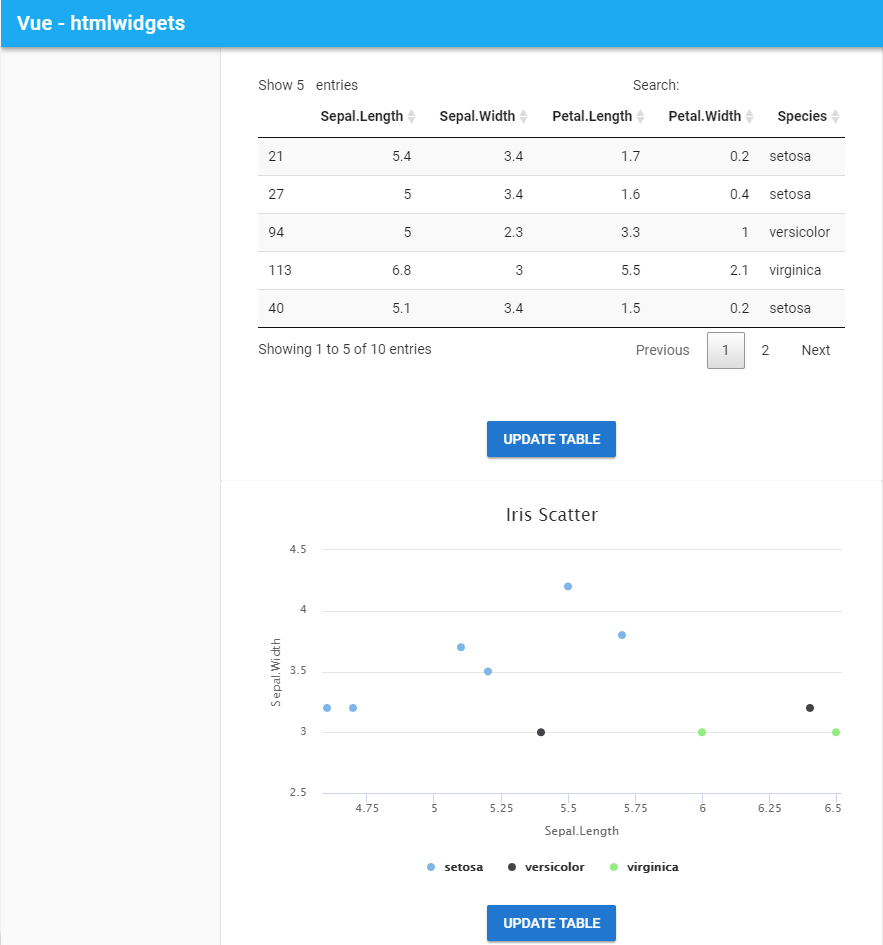 Vue - htmlwidgets
Show 5 entries Search:
Sepal.Length Sepal.Width Petal.Length Petal.Width Species
21 5.4 3.4 1.7 0.2 setosa
27 5 3.4 1.6 0.4 setosa
94 5 2.3 3.3 1 versicolor
113 6.8 3 5.5 2.1 virginica
40 5.1 3.4 1.5 0.2 setosa
Showing 1 to 5 of 10 entries Previous 1 2 Next
UPDATE TABLE
Iris Scatter
4.5
4
3.5
3
2.5
Sepal.Width
4.75 5 5.25 5.5 5.75 6 6.25 6.5
Sepal.Length
setosa versicolor virginica
UPDATE TABLE